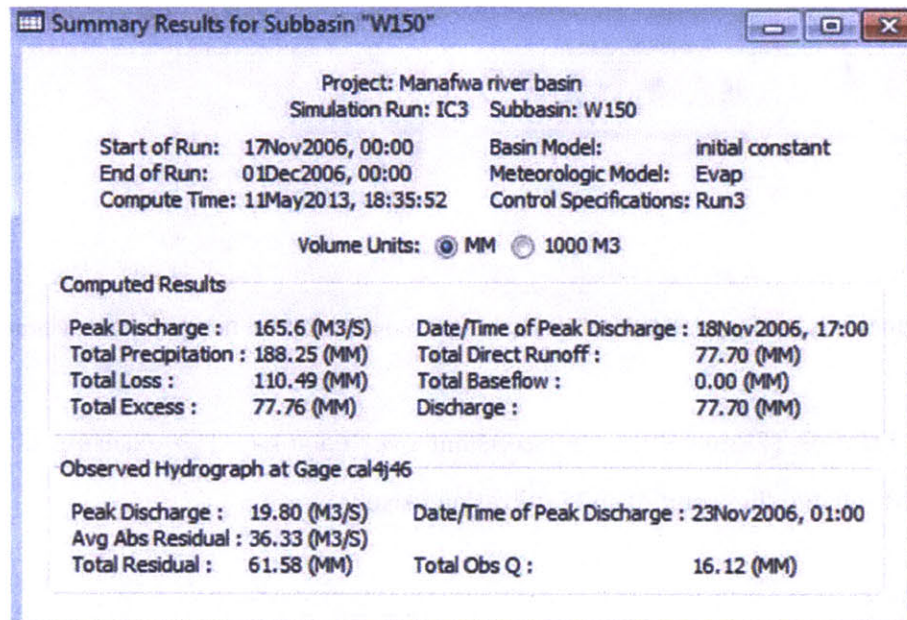 Summary Results for Subbasin "W150"
Project: Manafwa river basin
Simulation Run: IC3 Subbasin: W150
Start of Run: 17Nov2006, 00:00 Basin Model: initial constant
End of Run: 01Dec2006, 00:00 Meteorologic Model: Evap
Compute Time: 11May2013, 18:35:52 Control Specifications: Run3
Volume Units: MM 1000 M3
Computed Results
Peak Discharge : 165.6 (M3/S) Date/Time of Peak Discharge : 18Nov2006, 17:00
Total Precipitation : 188.25 (MM) Total Direct Runoff : 77.70 (MM)
Total Loss : 110.49 (MM) Total Baseflow : 0.00 (MM)
Total Excess : 77.76 (MM) Discharge : 77.70 (MM)
Observed Hydrograph at Gage cal4j46
Peak Discharge : 19.80 (M3/S) Date/Time of Peak Discharge : 23Nov2006, 01:00
Avg Abs Residual : 36.33 (M3/S)
Total Residual : 61.58 (MM) Total Obs Q : 16.12 (MM)